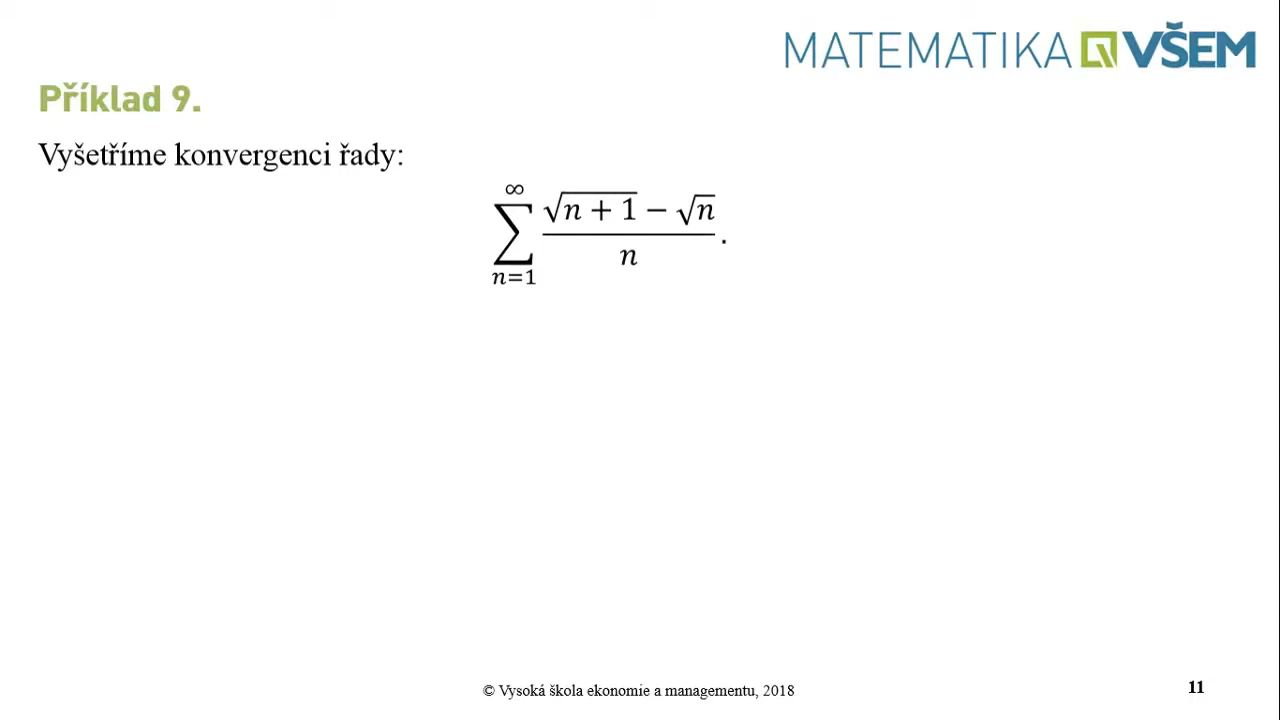 MATEMATIKA VŠEM
Příklad 9.
Vyšetříme konvergenci řady:
∞
∑ (√(n + 1) − √n) / n .
n=1
© Vysoká škola ekonomie a managementu, 2018
11